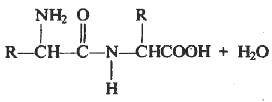 NH₂ O R
R—CH—C—N—CHCOOH + H₂O
H